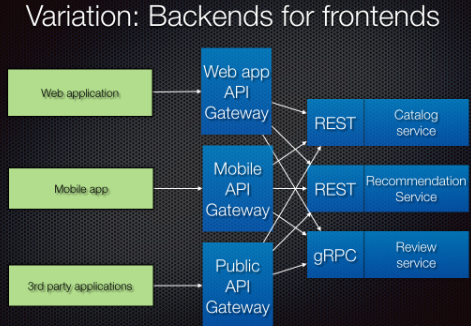 Variation: Backends for frontends
Web application
Web app
API
Gateway
REST
Catalog
service
Mobile app
Mobile
API
Gateway
REST
Recommendation
Service
3rd party applications
Public
API
Gateway
gRPC
Review
service